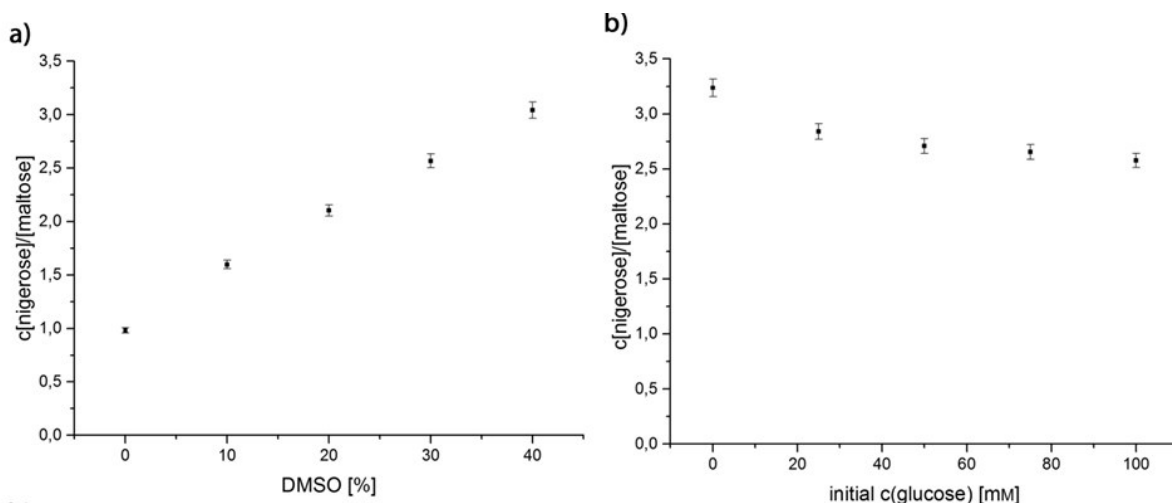 a)
3,5
3,0
2,5
2,0
1,5
1,0
0,5
0,0
c[nigerose]/[maltose]
0 10 20 30 40
DMSO [%]
b)
3,5
3,0
2,5
2,0
1,5
1,0
0,5
0,0
c[nigerose]/[maltose]
0 20 40 60 80 100
initial c(glucose) [mM]